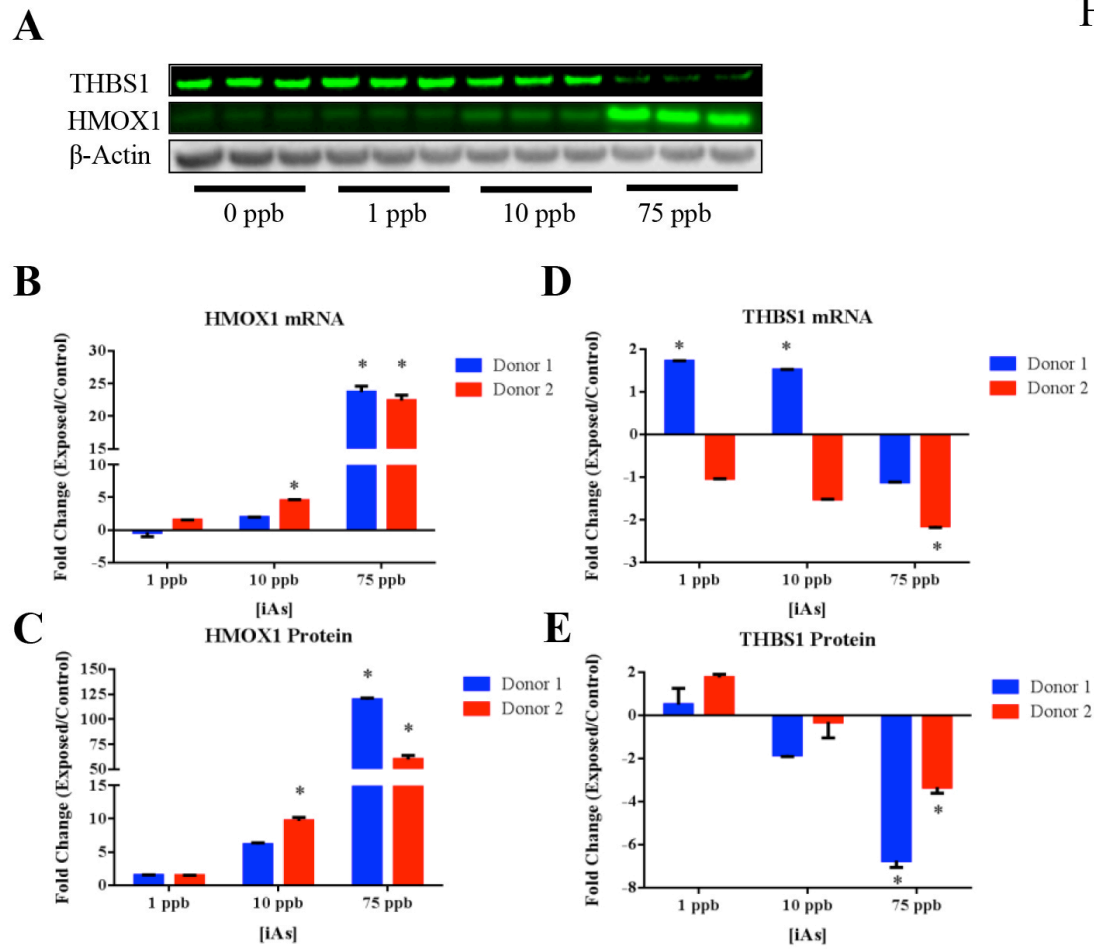 F
A
THBS1
HMOX1
β-Actin
0 ppb 1 ppb 10 ppb 75 ppb
B
HMOX1 mRNA
Fold Change (Exposed/Control)
30
25
20
15
10
5
0
-5
* * *
Donor 1
Donor 2
1 ppb 10 ppb 75 ppb
[iAs]
D
THBS1 mRNA
Fold Change (Exposed/Control)
2
1
0
-1
-2
-3
* * *
Donor 1
Donor 2
1 ppb 10 ppb 75 ppb
[iAs]
C
HMOX1 Protein
Fold Change (Exposed/Control)
150
125
100
75
50
15
10
5
0
* * *
Donor 1
Donor 2
1 ppb 10 ppb 75 ppb
[iAs]
E
THBS1 Protein
Fold Change (Exposed/Control)
2
0
-2
-4
-6
-8
* *
Donor 1
Donor 2
1 ppb 10 ppb 75 ppb
[iAs]